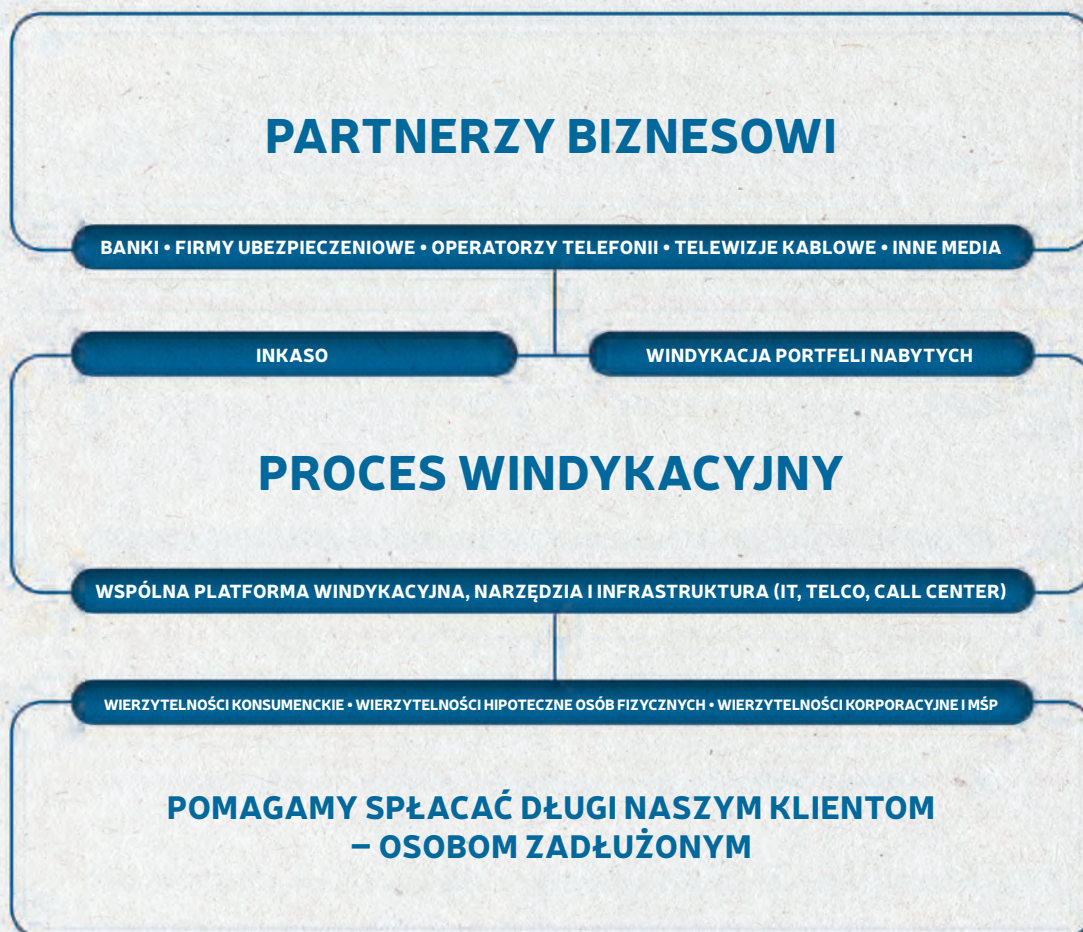 PARTNERZY BIZNESOWI
BANKI • FIRMY UBEZPIECZENIOWE • OPERATORZY TELEFONII • TELEWIZJE KABLOWE • INNE MEDIA
INKASO
WINDYKACJA PORTFELI NABYTYCH
PROCES WINDYKACYJNY
WSPÓLNA PLATFORMA WINDYKACYJNA, NARZĘDZIA I INFRASTRUKTURA (IT, TELCO, CALL CENTER)
WIERZYTELNOŚCI KONSUMENCKIE • WIERZYTELNOŚCI HIPOTECZNE OSÓB FIZYCZNYCH • WIERZYTELNOŚCI KORPORACYJNE I MŚP
POMAGAMY SPŁACAĆ DŁUGI NASZYM KLIENTOM
– OSOBOM ZADŁUŻONYM